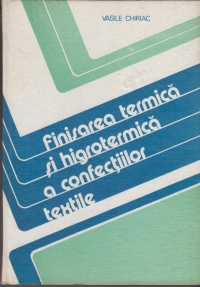 VASILE CHIRIAC
finisarea termică
și higrotermică
a confecțiilor
textile